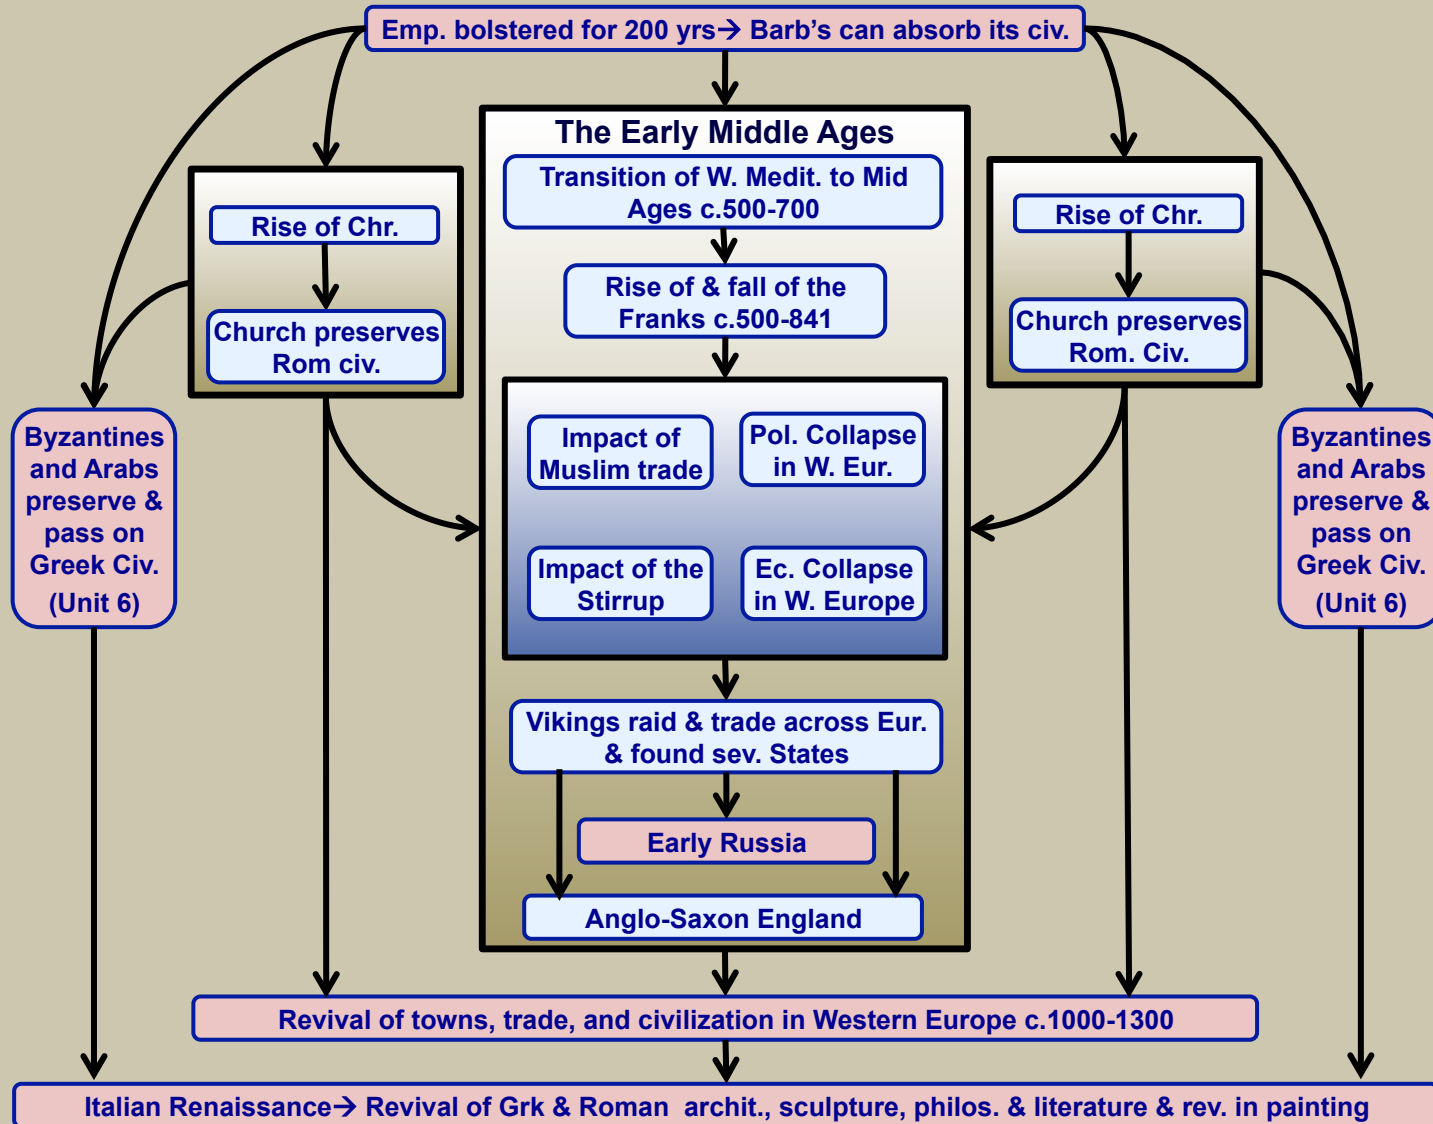 Emp. bolstered for 200 yrs→ Barb's can absorb its civ.
The Early Middle Ages
Transition of W. Medit. to Mid
Ages c.500-700
Rise of & fall of the
Franks c.500-841
Impact of
Muslim trade
Pol. Collapse
in W. Eur.
Impact of the
Stirrup
Ec. Collapse
in W. Europe
Vikings raid & trade across Eur.
& found sev. States
Early Russia
Anglo-Saxon England
Rise of Chr.
Church preserves
Rom civ.
Rise of Chr.
Church preserves
Rom. Civ.
Byzantines
and Arabs
preserve &
pass on
Greek Civ.
(Unit 6)
Byzantines
and Arabs
preserve &
pass on
Greek Civ.
(Unit 6)
Revival of towns, trade, and civilization in Western Europe c.1000-1300
Italian Renaissance→ Revival of Grk & Roman archit., sculpture, philos. & literature & rev. in painting